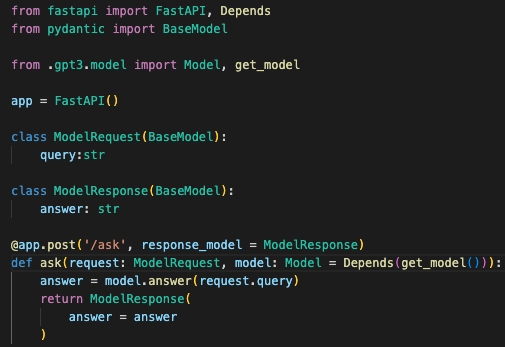 from fastapi import FastAPI, Depends
from pydantic import BaseModel

from .gpt3.model import Model, get_model

app = FastAPI()

class ModelRequest(BaseModel):
    query:str

class ModelResponse(BaseModel):
    answer: str

@app.post('/ask', response_model = ModelResponse)
def ask(request: ModelRequest, model: Model = Depends(get_model())):
    answer = model.answer(request.query)
    return ModelResponse(
        answer = answer
    )